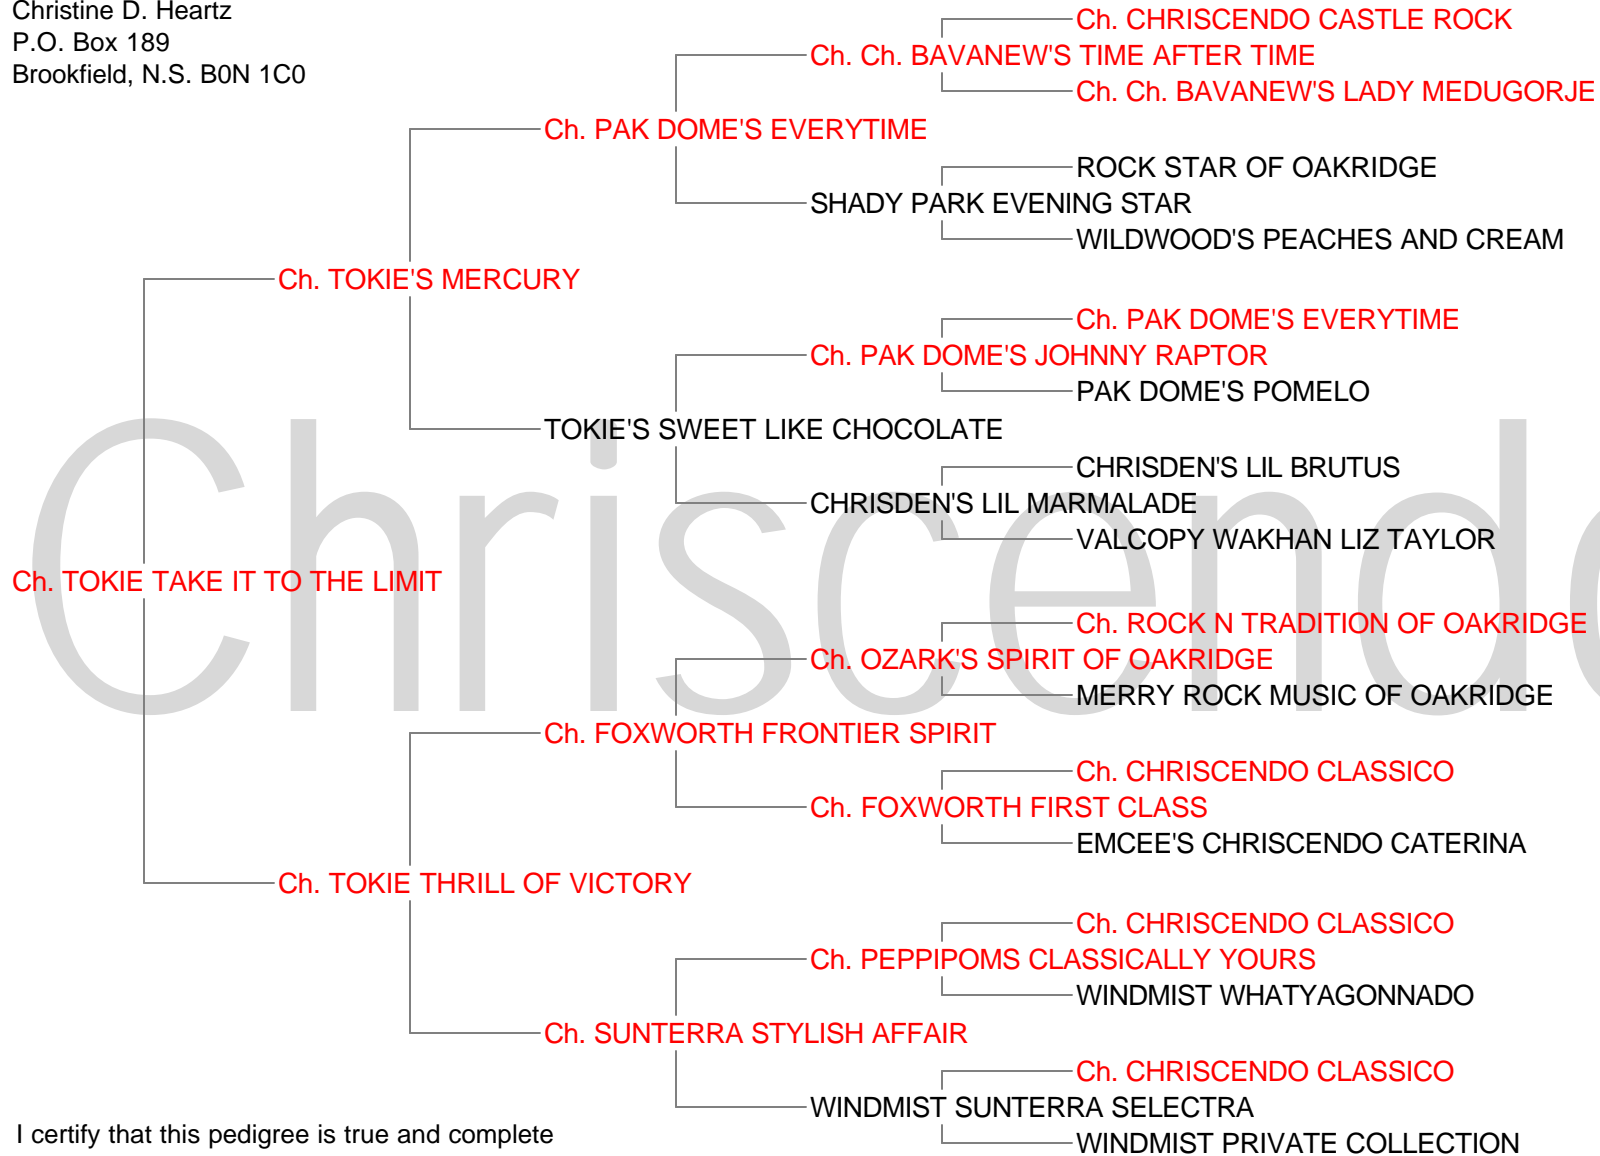 Christine D. Heartz
P.O. Box 189
Brookfield, N.S. B0N 1C0
Ch. CHRISCENDO CASTLE ROCK
Ch. Ch. BAVANEW'S TIME AFTER TIME
Ch. Ch. BAVANEW'S LADY MEDUGORJE
Ch. PAK DOME'S EVERYTIME
ROCK STAR OF OAKRIDGE
SHADY PARK EVENING STAR
WILDWOOD'S PEACHES AND CREAM
Ch. TOKIE'S MERCURY
Ch. PAK DOME'S EVERYTIME
Ch. PAK DOME'S JOHNNY RAPTOR
PAK DOME'S POMELO
TOKIE'S SWEET LIKE CHOCOLATE
CHRISDEN'S LIL BRUTUS
CHRISDEN'S LIL MARMALADE
VALCOPY WAKHAN LIZ TAYLOR
Chriscendo
Ch. TOKIE TAKE IT TO THE LIMIT
Ch. ROCK N TRADITION OF OAKRIDGE
Ch. OZARK'S SPIRIT OF OAKRIDGE
MERRY ROCK MUSIC OF OAKRIDGE
Ch. FOXWORTH FRONTIER SPIRIT
Ch. CHRISCENDO CLASSICO
Ch. FOXWORTH FIRST CLASS
EMCEE'S CHRISCENDO CATERINA
Ch. TOKIE THRILL OF VICTORY
Ch. CHRISCENDO CLASSICO
Ch. PEPPIPOMS CLASSICALLY YOURS
WINDMIST WHATYAGONNADO
Ch. SUNTERRA STYLISH AFFAIR
Ch. CHRISCENDO CLASSICO
WINDMIST SUNTERRA SELECTRA
WINDMIST PRIVATE COLLECTION
I certify that this pedigree is true and complete